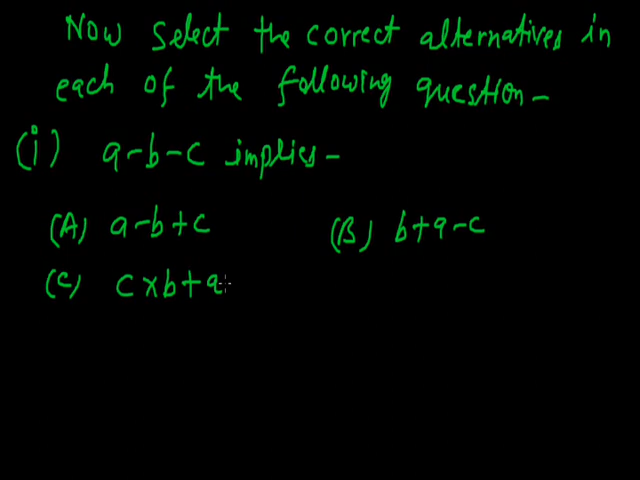 Now select the correct alternatives in
each of the following question -
(i) a-b-c implies -
(A) a-b+c (B) b+a-c
(C) c×b+a